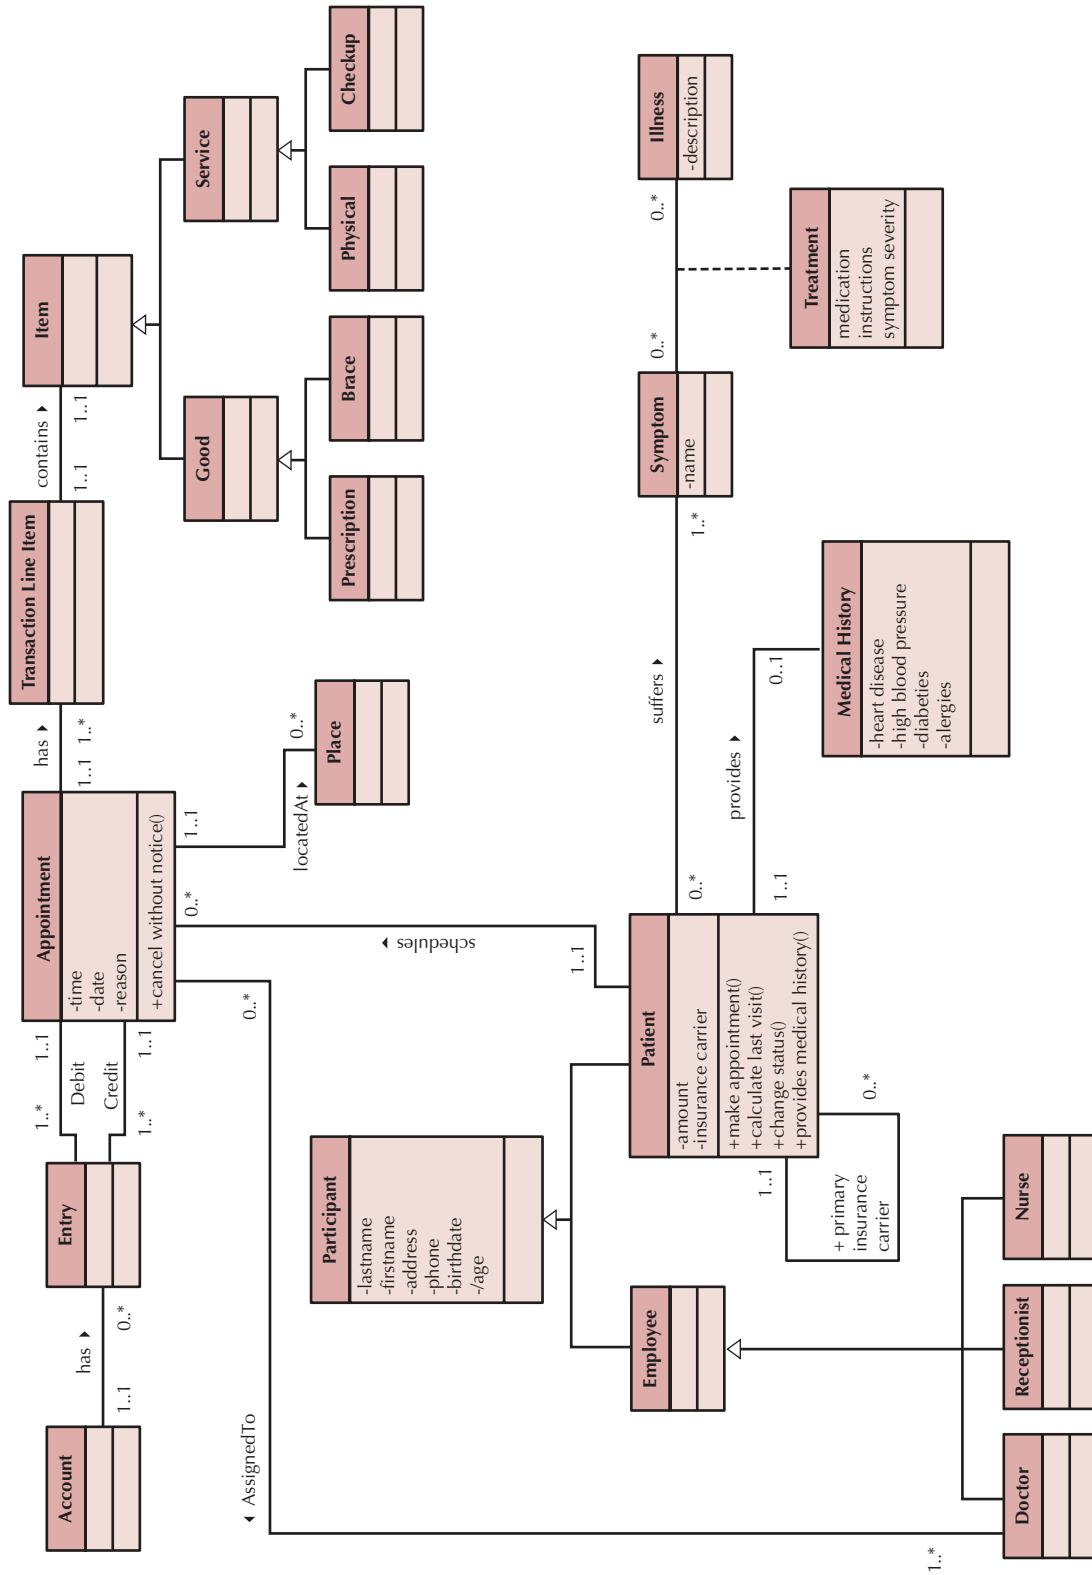 Account
1..1
has
0..*
Entry
1..*
Debit
1..1
1..*
Credit
1..1
Appointment
-time
-date
-reason
+cancel without notice()
1..1
has
1..*
Transaction Line Item
1..1
contains
1..1
Item
Good
Service
Prescription
Brace
Physical
Checkup
1..1
locatedAt
0..*
Place
0..*
schedules
1..1
0..*
AssignedTo
1..*
Participant
-lastname
-firstname
-address
-phone
-birthdate
-/age
Employee
Patient
-amount
-insurance carrier
+make appointment()
+calculate last visit()
+change status()
+provides medical history()
1..1
0..*
+ primary
insurance
carrier
0..*
suffers
1..*
Symptom
-name
0..*
0..*
Illness
-description
Treatment
medication
instructions
symptom severity
1..1
provides
0..1
Medical History
-heart disease
-high blood pressure
-diabeties
-alergies
Doctor
Receptionist
Nurse